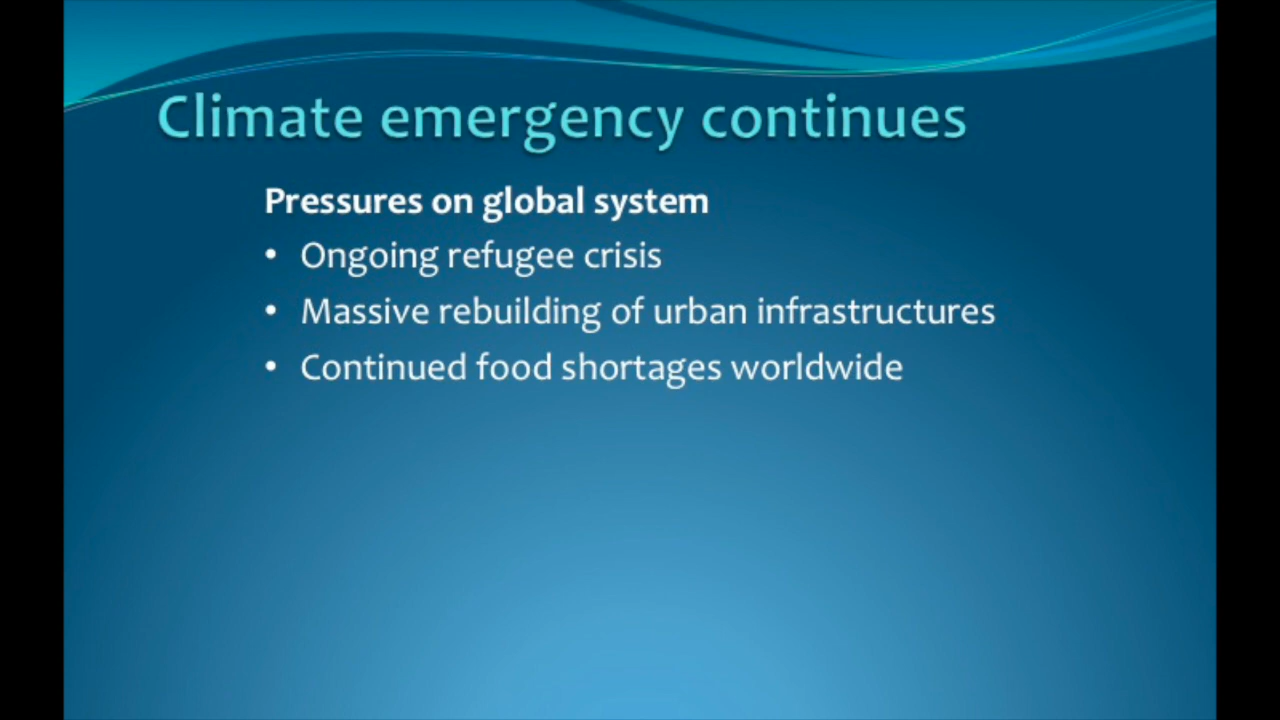 Climate emergency continues
Pressures on global system
• Ongoing refugee crisis
• Massive rebuilding of urban infrastructures
• Continued food shortages worldwide